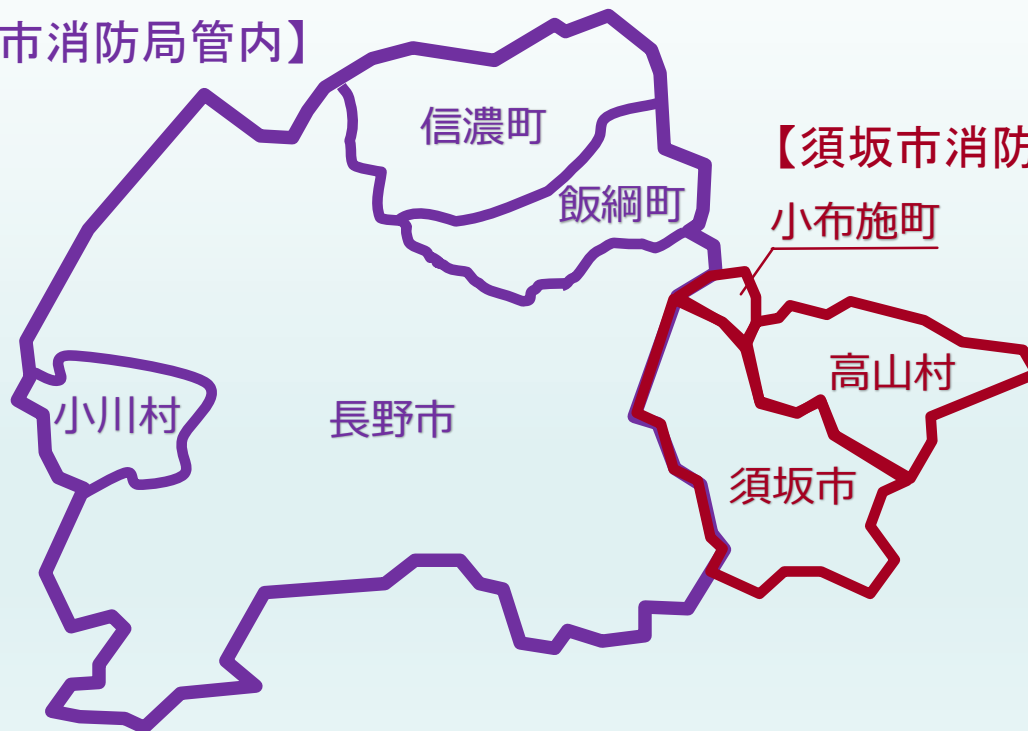 市消防局管内】
信濃町
【須坂市消防
飯綱町
小布施町
高山村
小川村
長野市
須坂市